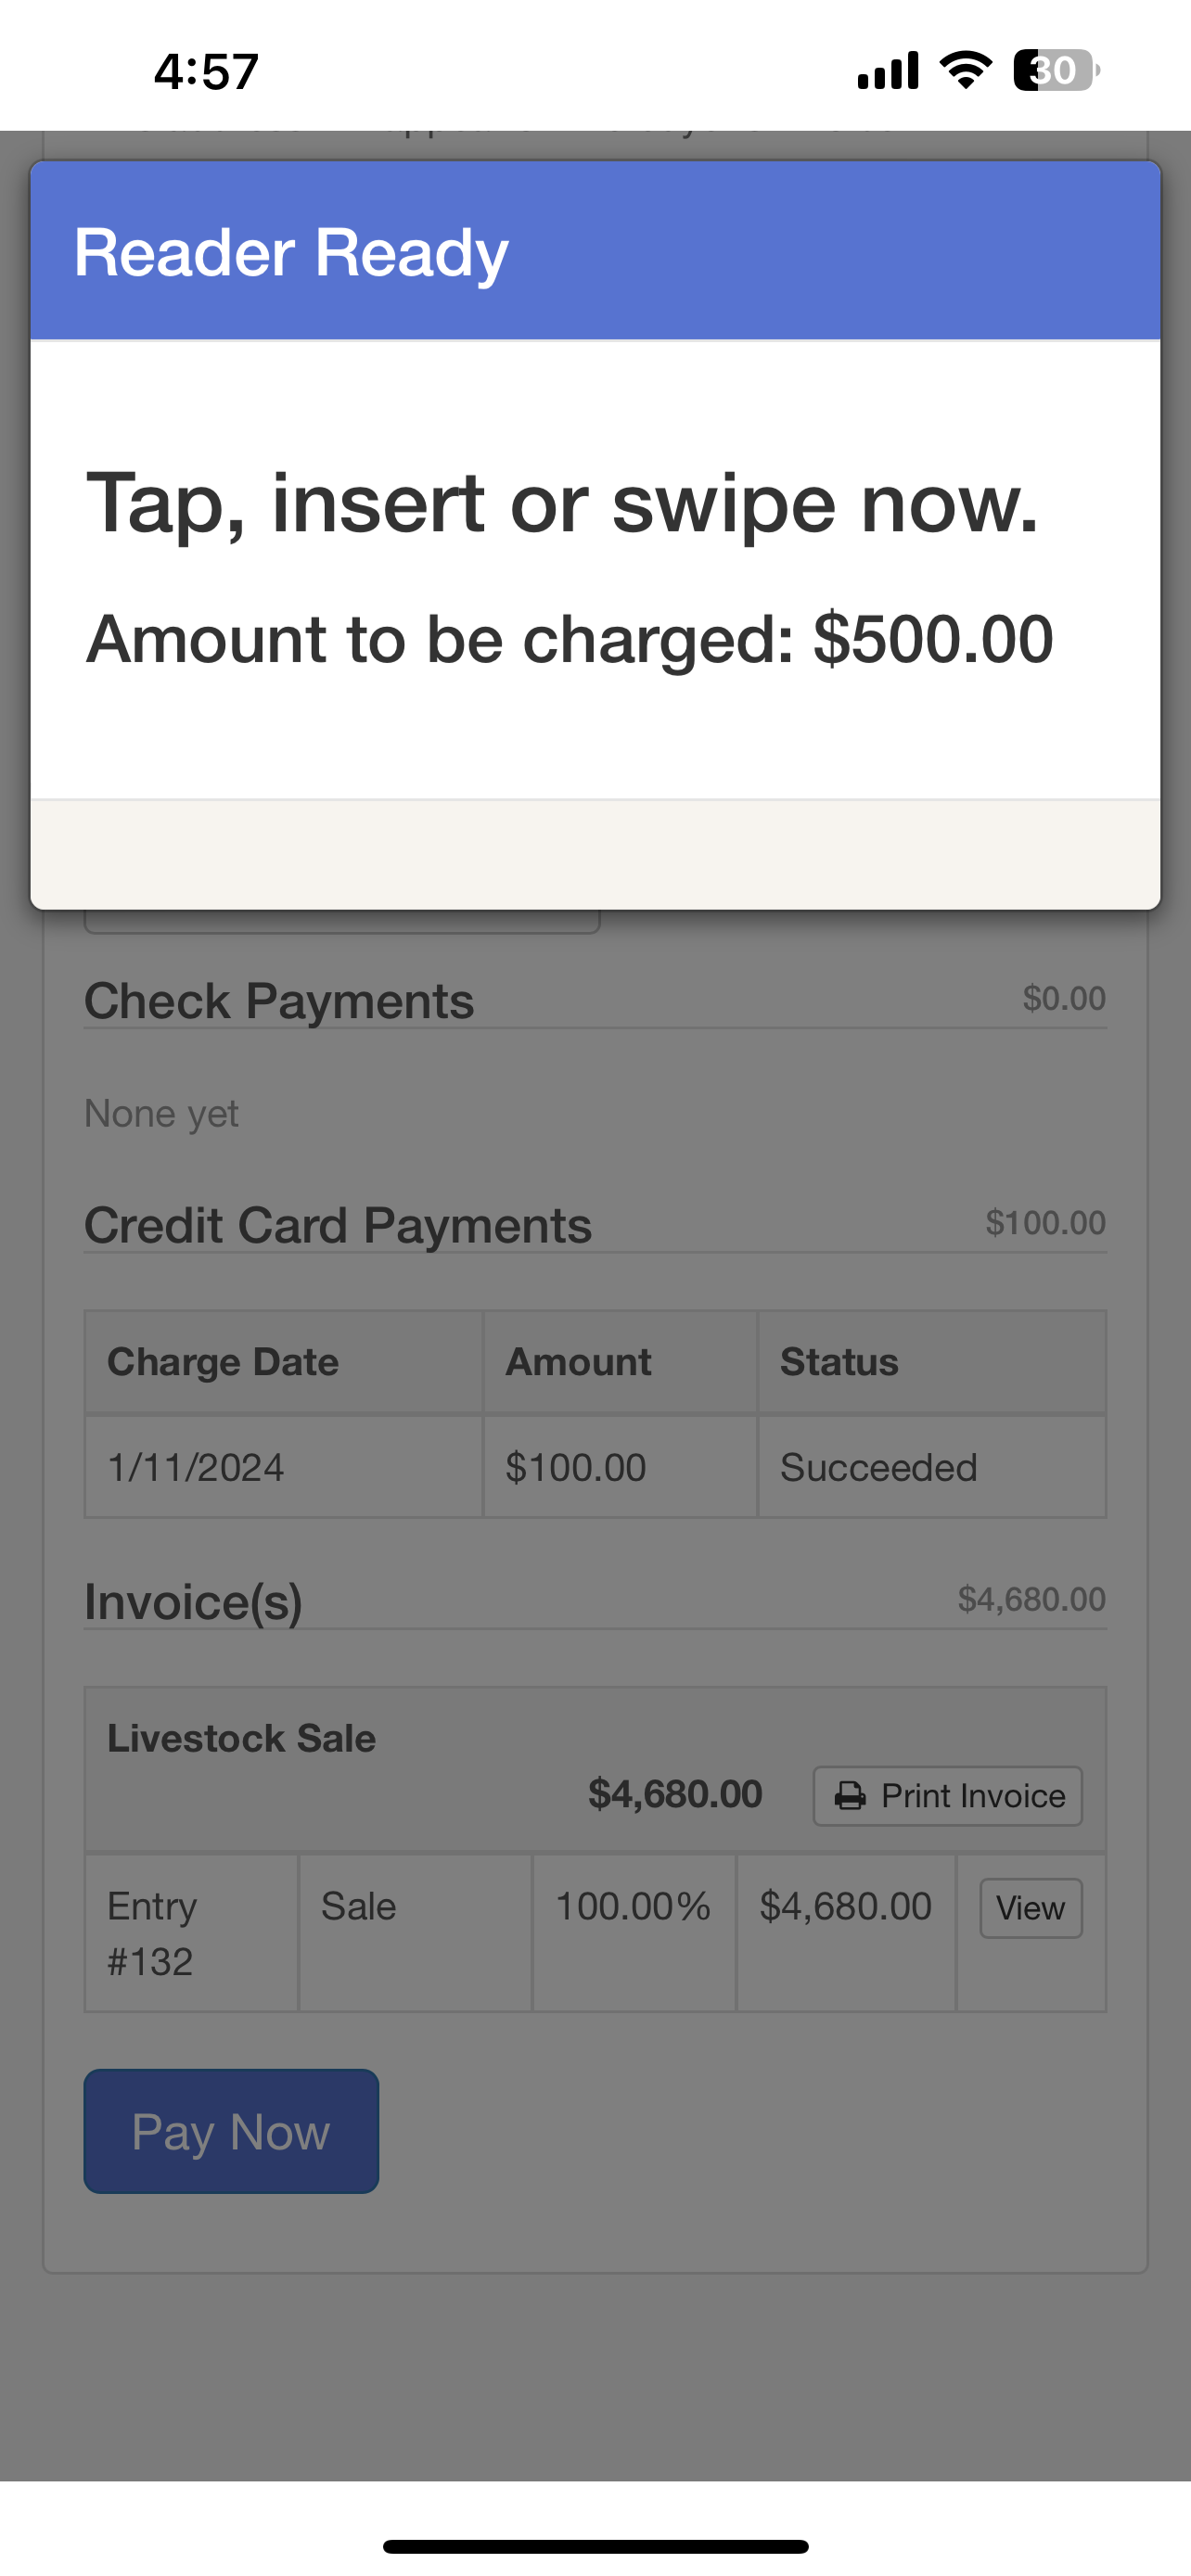 4:57
30
Reader Ready
Tap, insert or swipe now.
Amount to be charged: $500.00
Check Payments $0.00
None yet
Credit Card Payments $100.00
Charge Date Amount Status
1/11/2024 $100.00 Succeeded
Invoice(s) $4,680.00
Livestock Sale
$4,680.00 Print Invoice
Entry Sale 100.00% $4,680.00 View
#132
Pay Now